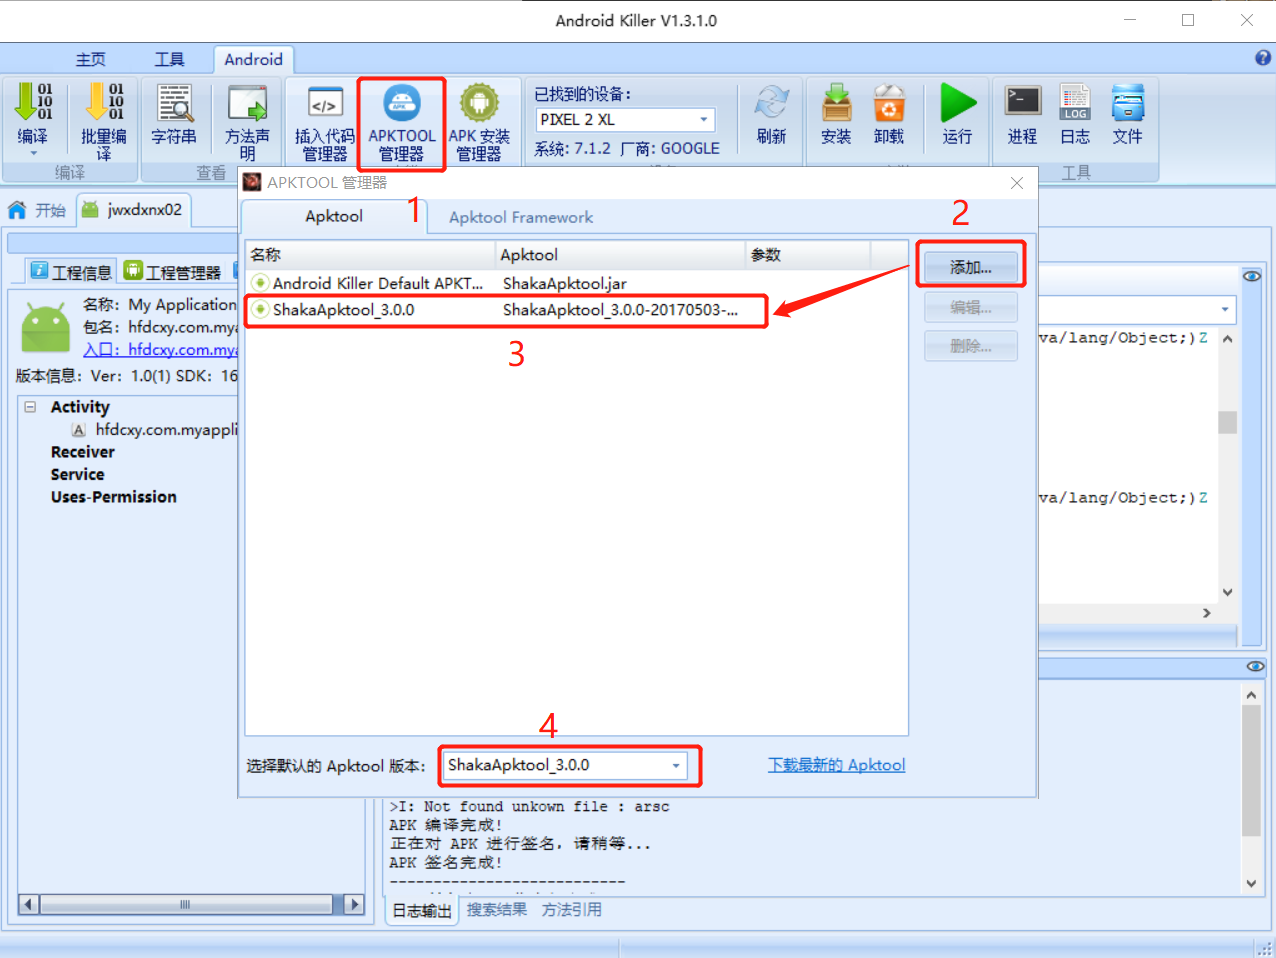 Android Killer V1.3.1.0
主页 工具 Android
01
10
01
编译
01
10
01
批量编
译
字符串
方法声
明
插入代码
管理器
APK
APKTOOL
管理器
APK 安装
管理器
已找到的设备：
PIXEL 2 XL
系统: 7.1.2 厂商: GOOGLE
刷新
安装
卸载
运行
进程
LOG
日志
文件
编译
查看
工具
开始 jwxdxnx02
工程信息 工程管理器
名称： My Application
包名： hfdcxy.com.mya
入口： hfdcxy.com.mya
版本信息： Ver： 1.0(1) SDK： 16
Activity
A hfdcxy.com.myappli
Receiver
Service
Uses-Permission
APKTOOL 管理器
1
2
Apktool Apktool Framework
名称 Apktool 参数
Android Killer Default APKT... ShakaApktool.jar
ShakaApktool_3.0.0 ShakaApktool_3.0.0-20170503-...
3
添加...
编辑...
删除...
4
选择默认的 Apktool 版本： ShakaApktool_3.0.0
下载最新的 Apktool
va/lang/Object;)Z
va/lang/Object;)Z
>I: Not found unkown file : arsc
APK 编译完成!
正在对 APK 进行签名，请稍等...
APK 签名完成!
---------------------------
日志输出 搜索结果 方法引用